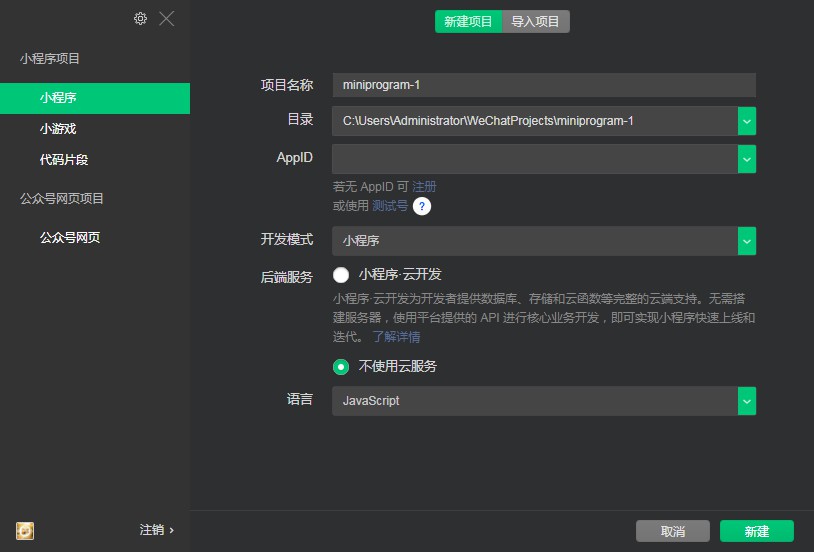 新建项目 导入项目
小程序项目
小程序
小游戏
代码片段
公众号网页项目
公众号网页
项目名称 miniprogram-1
目录 C:\Users\Administrator\WeChatProjects\miniprogram-1
AppID
若无 AppID 可 注册
或使用 测试号 ?
开发模式 小程序
后端服务 小程序·云开发
小程序·云开发为开发者提供数据库、存储和云函数等完整的云端支持。无需搭
建服务器，使用平台提供的 API 进行核心业务开发，即可实现小程序快速上线和
迭代。 了解详情
不使用云服务
语言 JavaScript
注销 ›
取消 新建